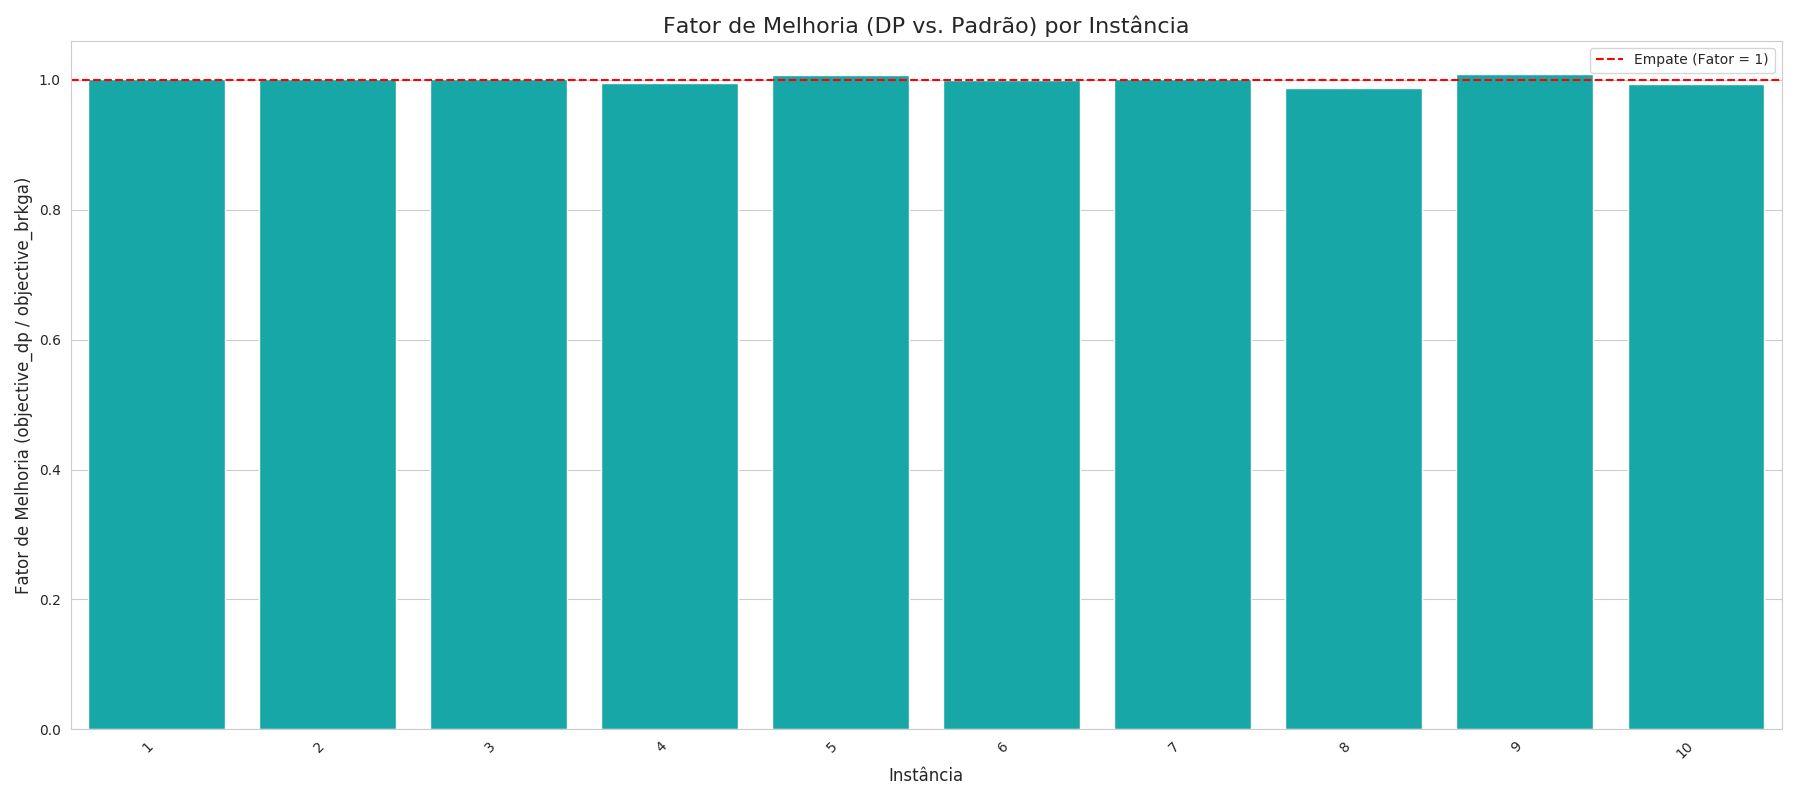 Fator de Melhoria (DP vs. Padrão) por Instância
Empate (Fator = 1)
Fator de Melhoria (objective_dp / objective_brkga)
1.0
0.8
0.6
0.4
0.2
0.0
1 2 3 4 5 6 7 8 9 10
Instância